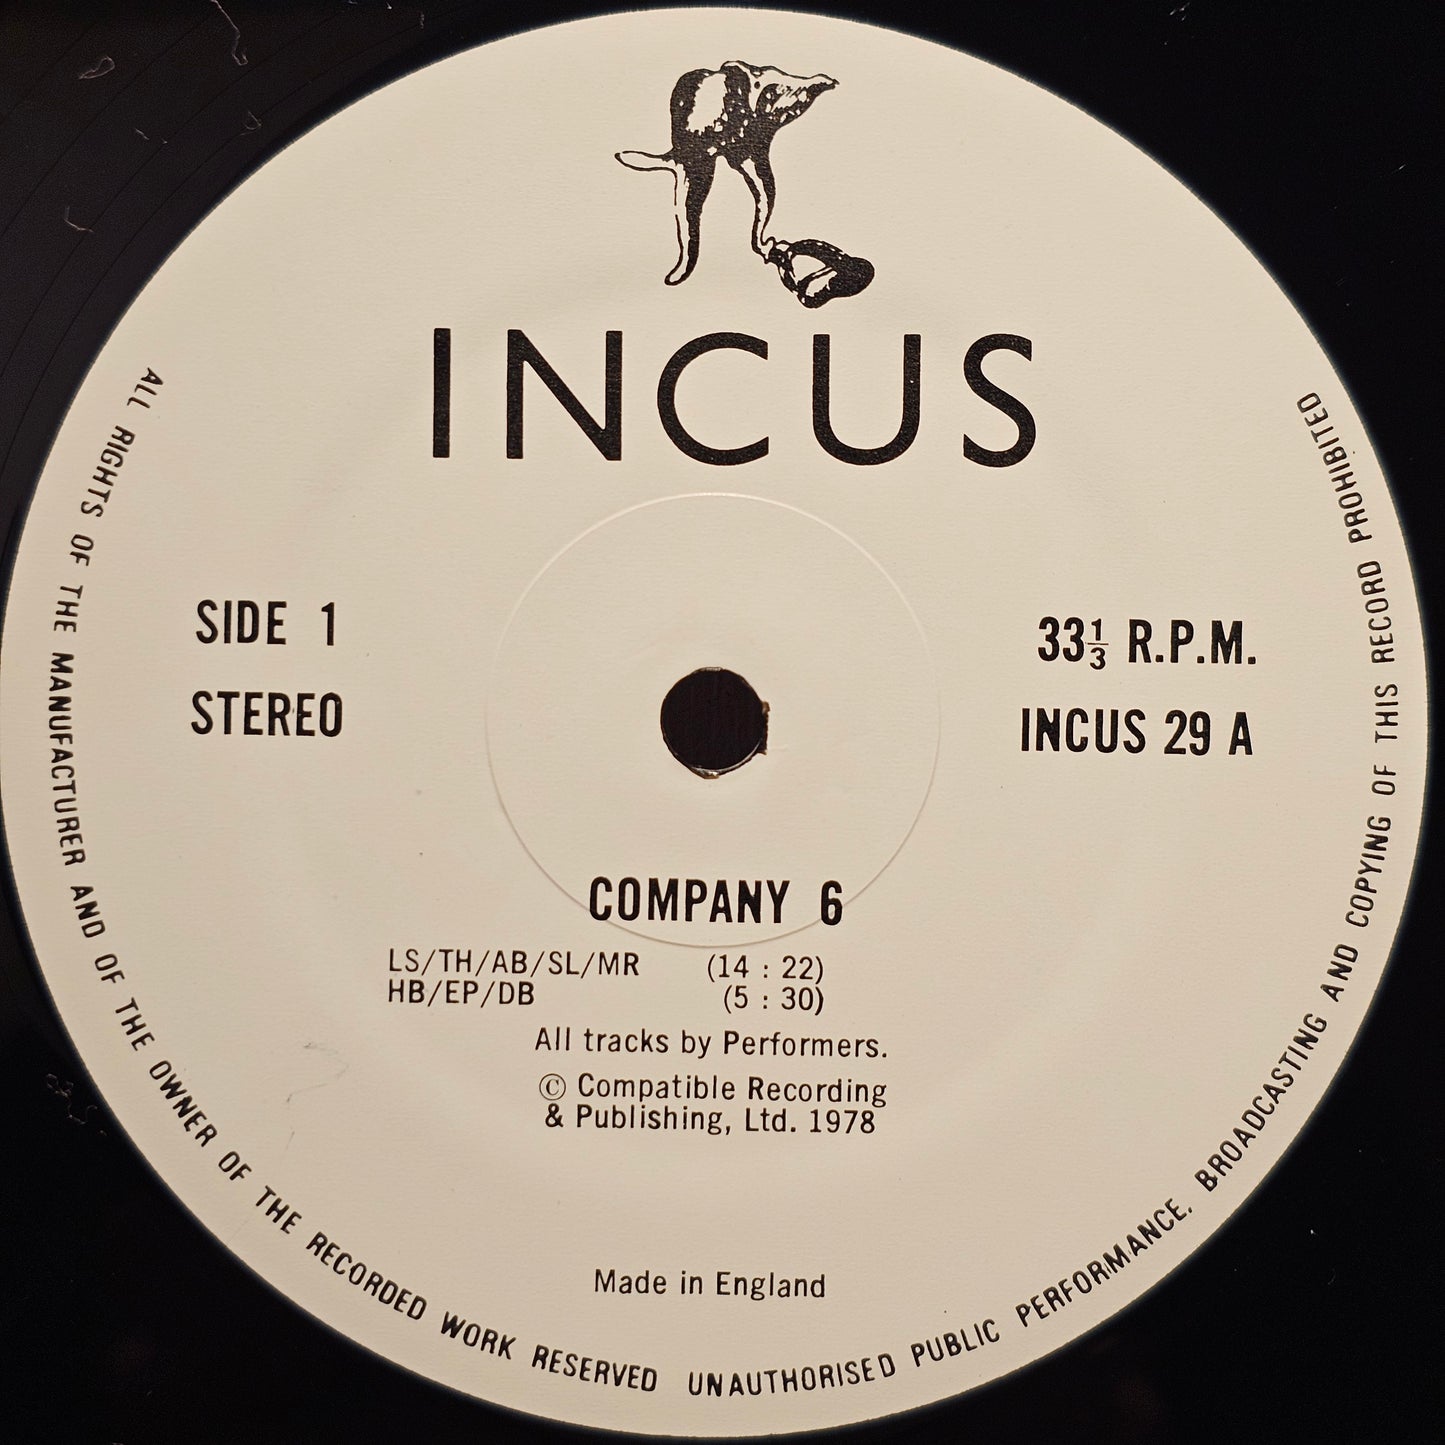 INCUS
SIDE 1
33⅓ R.P.M.
STEREO
INCUS 29 A
COMPANY 6
LS/TH/AB/SL/MR (14 : 22)
HB/EP/DB (5 : 30)
All tracks by Performers.
© Compatible Recording
& Publishing, Ltd. 1978
Made in England
ALL RIGHTS OF THE MANUFACTURER AND OF THE OWNER OF THE RECORDED WORK RESERVED UNAUTHORISED PUBLIC PERFORMANCE. BROADCASTING AND COPYING OF THIS RECORD PROHIBITED